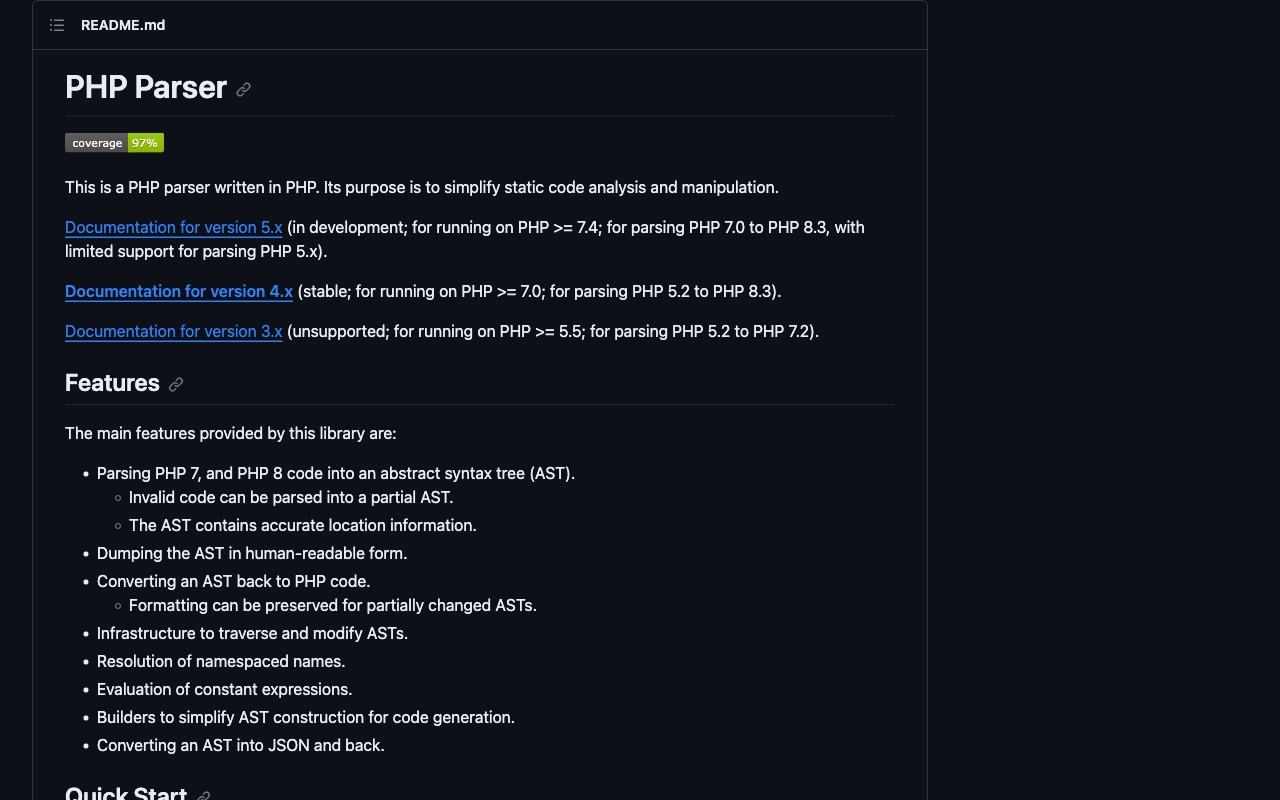 README.md
PHP Parser
coverage 97%
This is a PHP parser written in PHP. Its purpose is to simplify static code analysis and manipulation.
Documentation for version 5.x (in development; for running on PHP >= 7.4; for parsing PHP 7.0 to PHP 8.3, with
limited support for parsing PHP 5.x).
Documentation for version 4.x (stable; for running on PHP >= 7.0; for parsing PHP 5.2 to PHP 8.3).
Documentation for version 3.x (unsupported; for running on PHP >= 5.5; for parsing PHP 5.2 to PHP 7.2).
Features
The main features provided by this library are:
• Parsing PHP 7, and PHP 8 code into an abstract syntax tree (AST).
◦ Invalid code can be parsed into a partial AST.
◦ The AST contains accurate location information.
• Dumping the AST in human-readable form.
• Converting an AST back to PHP code.
◦ Formatting can be preserved for partially changed ASTs.
• Infrastructure to traverse and modify ASTs.
• Resolution of namespaced names.
• Evaluation of constant expressions.
• Builders to simplify AST construction for code generation.
• Converting an AST into JSON and back.
Quick Start